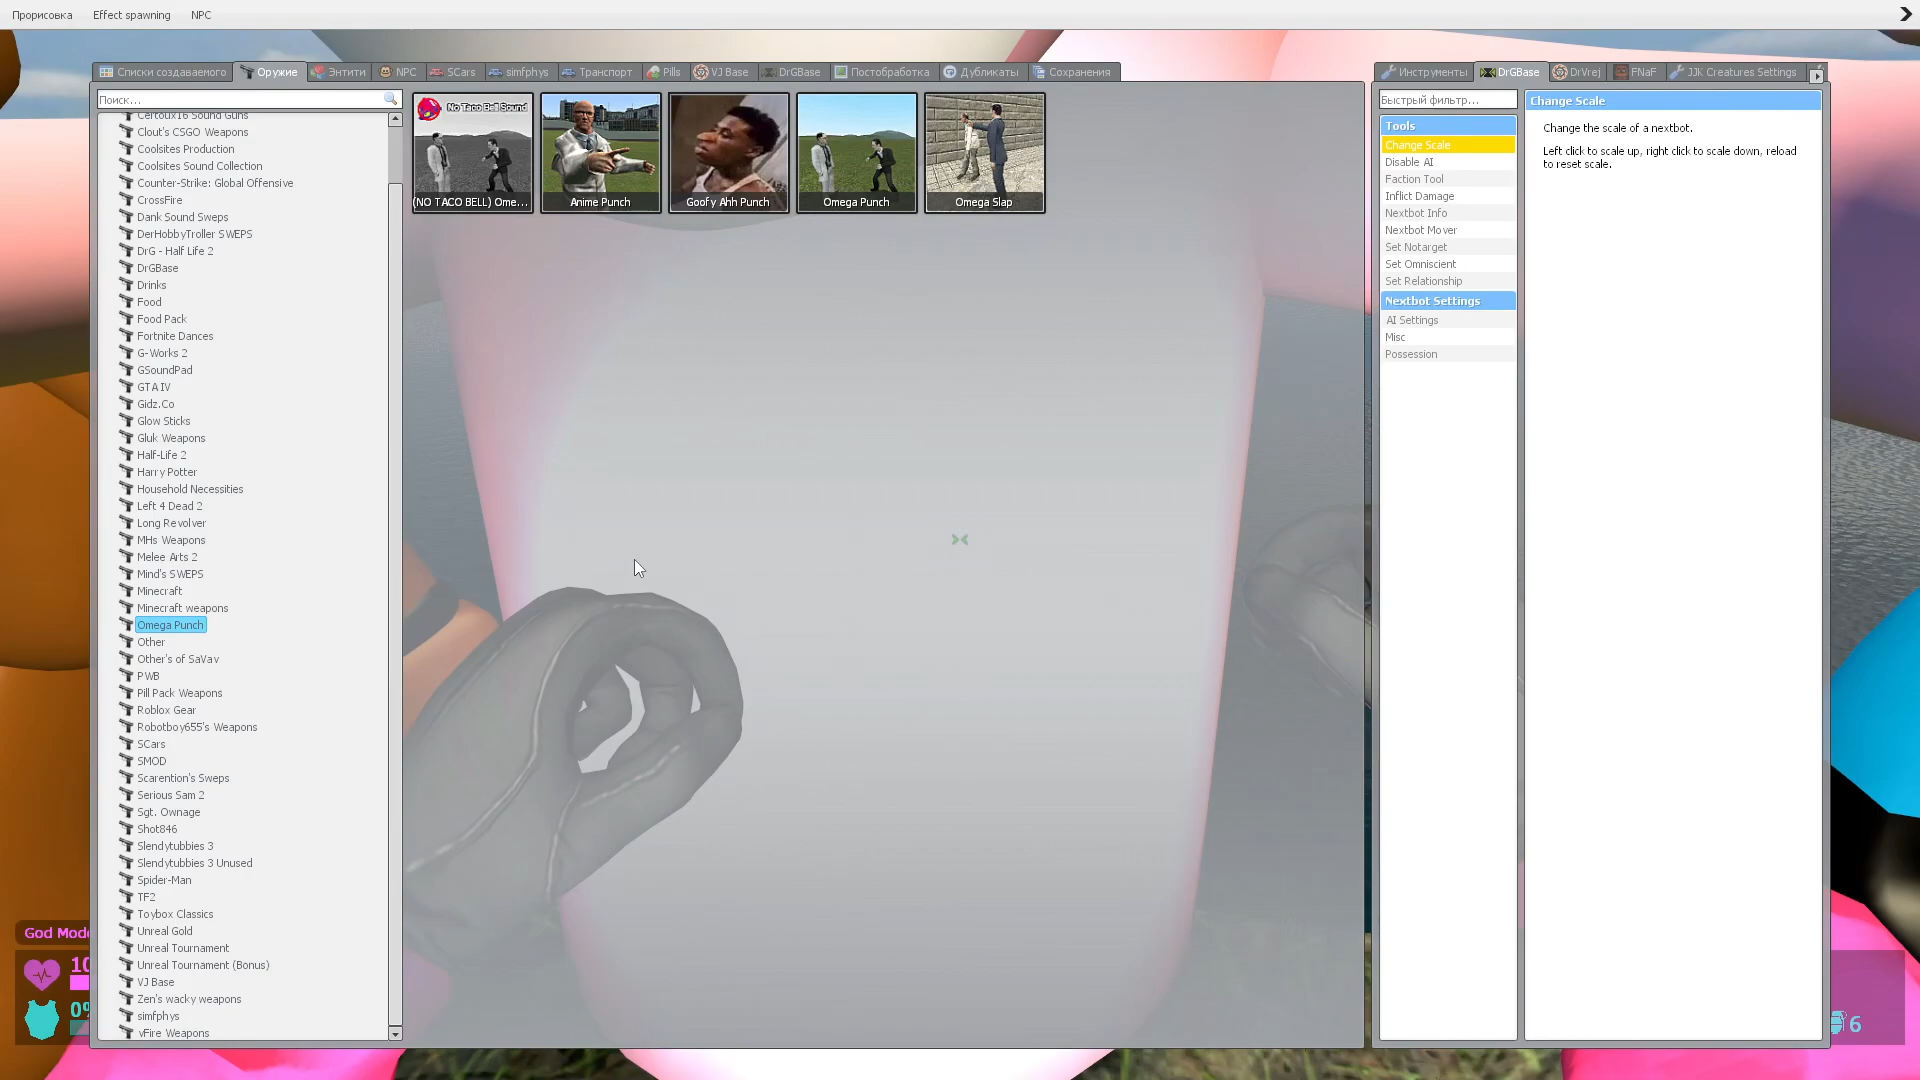 Прорисовка
Effect spawning
NPC
Списки создаваемого
Оружие
Энтити
NPC
SCars
simfphys
Транспорт
Pills
VJ Base
DrGBase
Постобработка
Дубликаты
Сохранения
Поиск...
Certoux16 Sound Guns
Clout's CSGO Weapons
Coolsites Production
Coolsites Sound Collection
Counter-Strike: Global Offensive
CrossFire
Dank Sound Sweps
DerHobbyTroller SWEPS
DrG - Half Life 2
DrGBase
Drinks
Food
Food Pack
Fortnite Dances
G-Works 2
GSoundPad
GTA IV
Gidz.Co
Glow Sticks
Gluk Weapons
Half-Life 2
Harry Potter
Household Necessities
Left 4 Dead 2
Long Revolver
MHs Weapons
Melee Arts 2
Mind's SWEPS
Minecraft
Minecraft weapons
Omega Punch
Other
Other's of SaVav
PWB
Pill Pack Weapons
Roblox Gear
Robotboy655's Weapons
SCars
SMOD
Scarention's Sweps
Serious Sam 2
Sgt. Ownage
Shot846
Slendytubbies 3
Slendytubbies 3 Unused
Spider-Man
TF2
Toybox Classics
Unreal Gold
Unreal Tournament
Unreal Tournament (Bonus)
VJ Base
Zen's wacky weapons
simfphys
vFire Weapons
No Taco Bell Sound
(NO TACO BELL) Ome...
Anime Punch
Goofy Ahh Punch
Omega Punch
Omega Slap
Инструменты
DrGBase
DrVrej
FNaF
JJK Creatures Settings
Быстрый фильтр...
Tools
Change Scale
Disable AI
Faction Tool
Inflict Damage
Nextbot Info
Nextbot Mover
Set Notarget
Set Omniscient
Set Relationship
Nextbot Settings
AI Settings
Misc
Possession
Change Scale
Change the scale of a nextbot.
Left click to scale up, right click to scale down, reload
to reset scale.
God Mode
10
0%
6